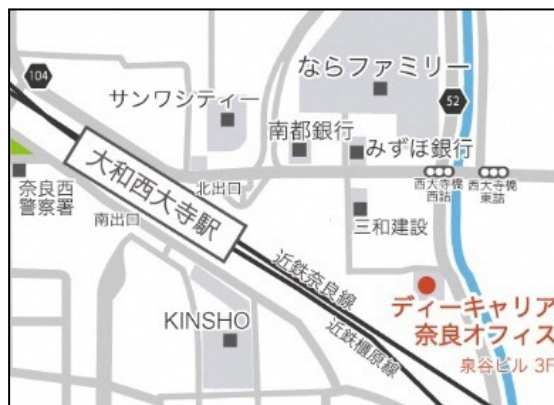 104
ならファミリー
サンワシティー
52
南都銀行
みずほ銀行
大和西大寺駅
北出口
西大寺橋
西詰
西大寺橋
東詰
奈良西
警察署
南出口
三和建設
近鉄奈良線
近鉄橿原線
KINSHO
ディーキャリア
奈良オフィス
泉谷ビル 3F